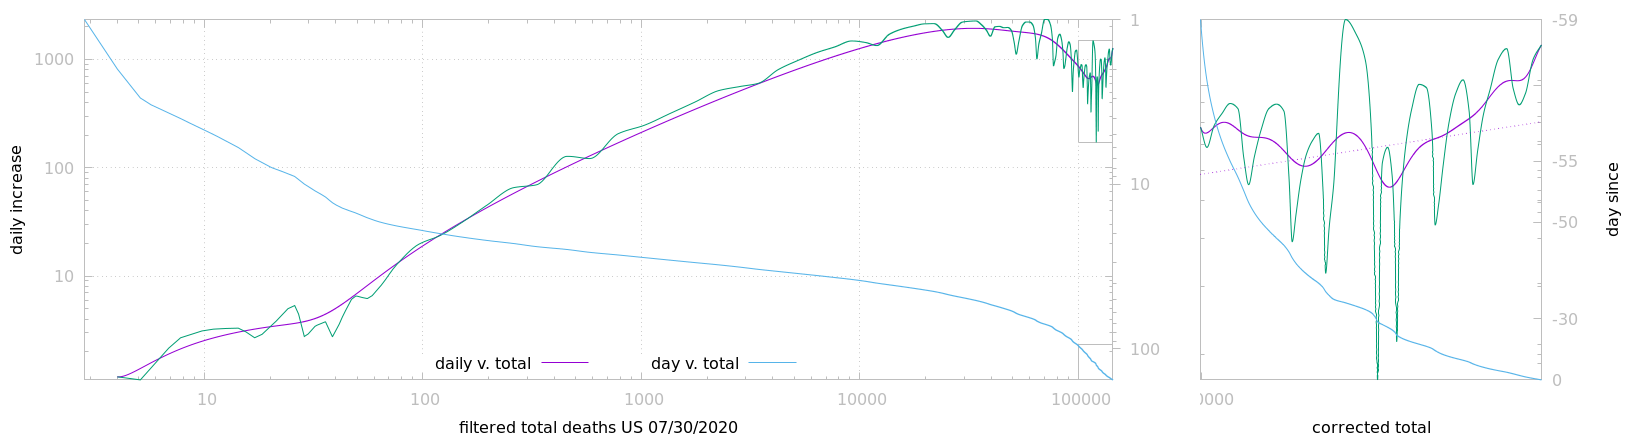 1000
100
10
daily increase
daily v. total
day v. total
10
100
1000
10000
100000
filtered total deaths US 07/30/2020
1
10
100
-59
-55
-50
-30
0
day since
0000
corrected total